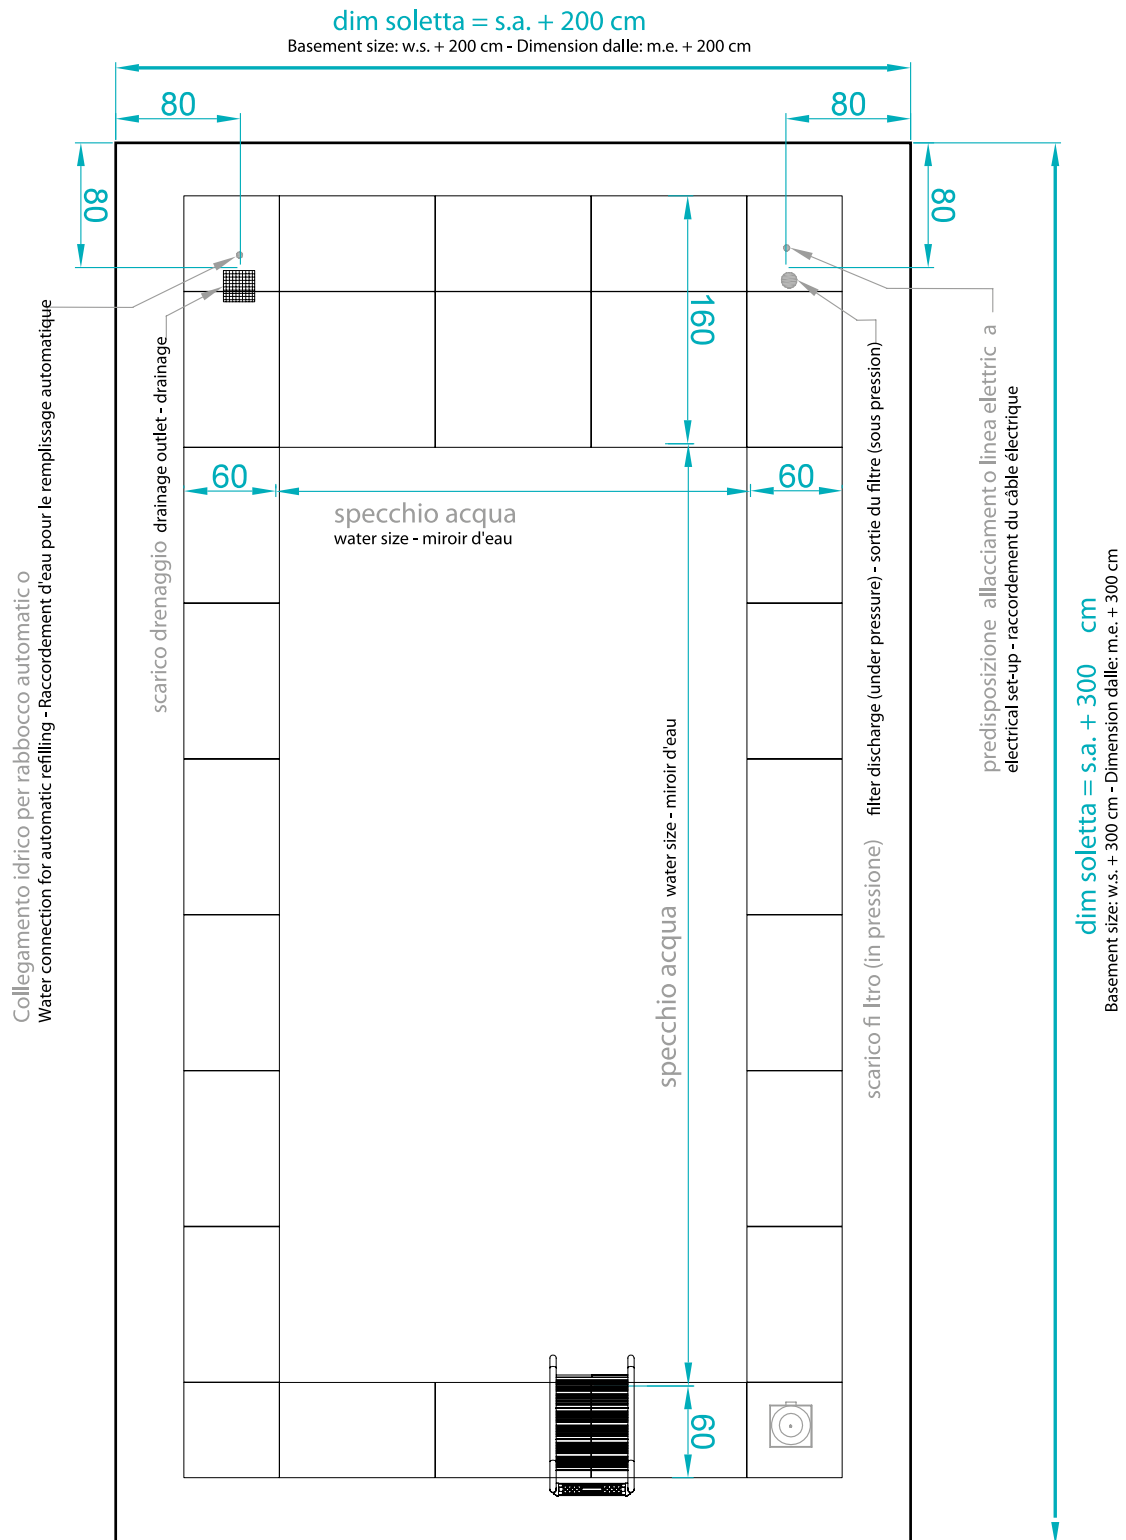 dim soletta = s.a. + 200 cm
Basement size: w.s. + 200 cm - Dimension dalle: m.e. + 200 cm
80
80
80
80
160
60
60
specchio acqua
water size - miroir d'eau
Collegamento idrico per rabbocco automatic o
Water connection for automatic refilling - Raccordement d'eau pour le remplissage automatique
scarico drenaggio drainage outlet - drainage
specchio acqua water size - miroir d'eau
scarico fi ltro (in pressione) filter discharge (under pressure) - sortie du filtre (sous pression)
predisposizione allacciament o linea elettric a
electrical set-up - raccordement du câble électrique
dim soletta = s.a. + 300 cm
Basement size: w.s. + 300 cm - Dimension dalle: m.e. + 300 cm
60